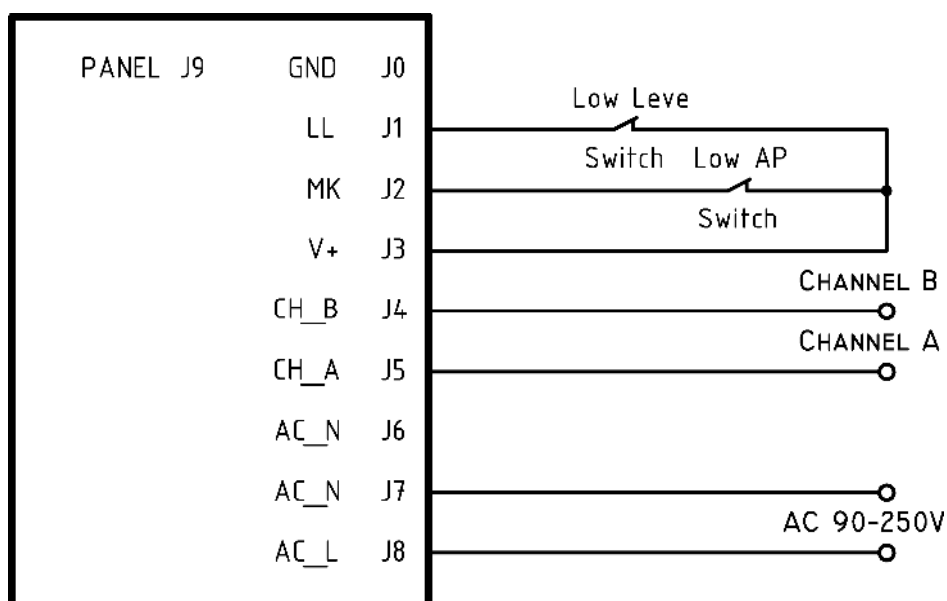 PANEL J9 GND J0
Low Leve
LL J1
Switch Low AP
MK J2
Switch
V+ J3
CHANNEL B
CH_B J4
CHANNEL A
CH_A J5
AC_N J6
AC_N J7
AC 90-250V
AC_L J8